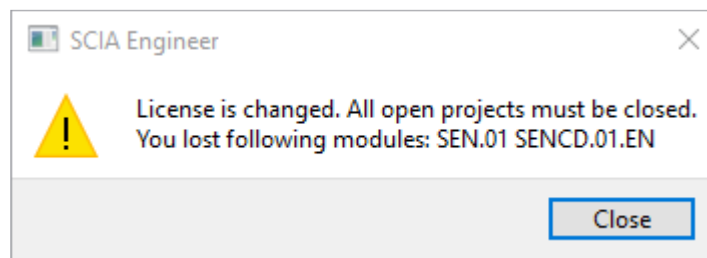 SCIA Engineer
License is changed. All open projects must be closed.
You lost following modules: SEN.01 SENCD.01.EN
Close